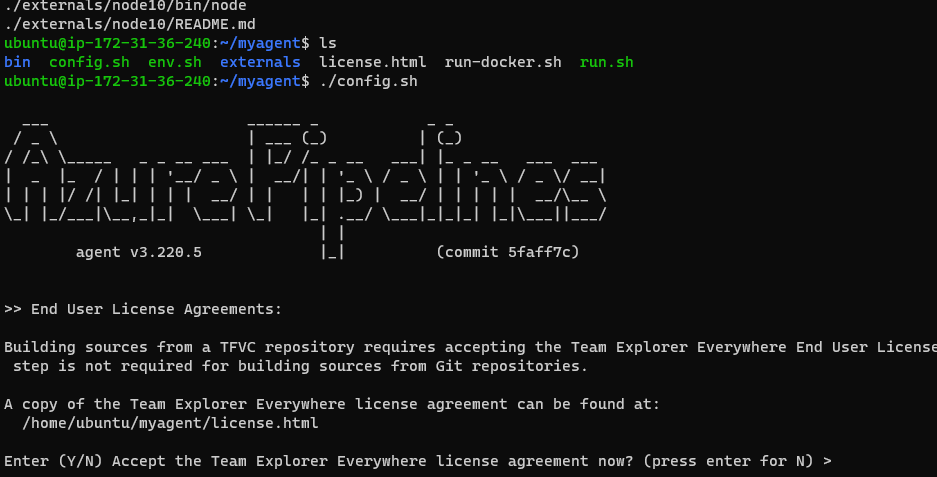 ./externals/node10/bin/node
./externals/node10/README.md
ubuntu@ip-172-31-36-240:~/myagent$ ls
bin  config.sh  env.sh  externals  license.html  run-docker.sh  run.sh
ubuntu@ip-172-31-36-240:~/myagent$ ./config.sh
Azure Pipelines
agent v3.220.5 (commit 5faff7c)
>> End User License Agreements:
Building sources from a TFVC repository requires accepting the Team Explorer Everywhere End User License
step is not required for building sources from Git repositories.
A copy of the Team Explorer Everywhere license agreement can be found at:
/home/ubuntu/myagent/license.html
Enter (Y/N) Accept the Team Explorer Everywhere license agreement now? (press enter for N) >